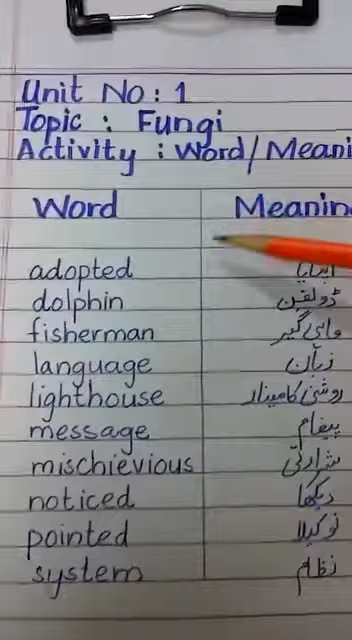 Unit No: 1
Topic : Fungi
Activity : Word/Meani
Word Meanin
adopted اپنایا
dolphin ڈولفن
fisherman ماہی گیر
language زبان
lighthouse روشنی کا مینار
message پیغام
mischievious شرارتی
noticed دیکھا
pointed نوکیلا
system نظام